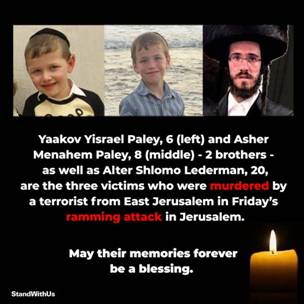 Yaakov Yisrael Paley, 6 (left) and Asher
Menahem Paley, 8 (middle) - 2 brothers -
as well as Alter Shlomo Lederman, 20,
are the three victims who were murdered by
a terrorist from East Jerusalem in Friday's
ramming attack in Jerusalem.
May their memories forever
be a blessing.
StandWithUs